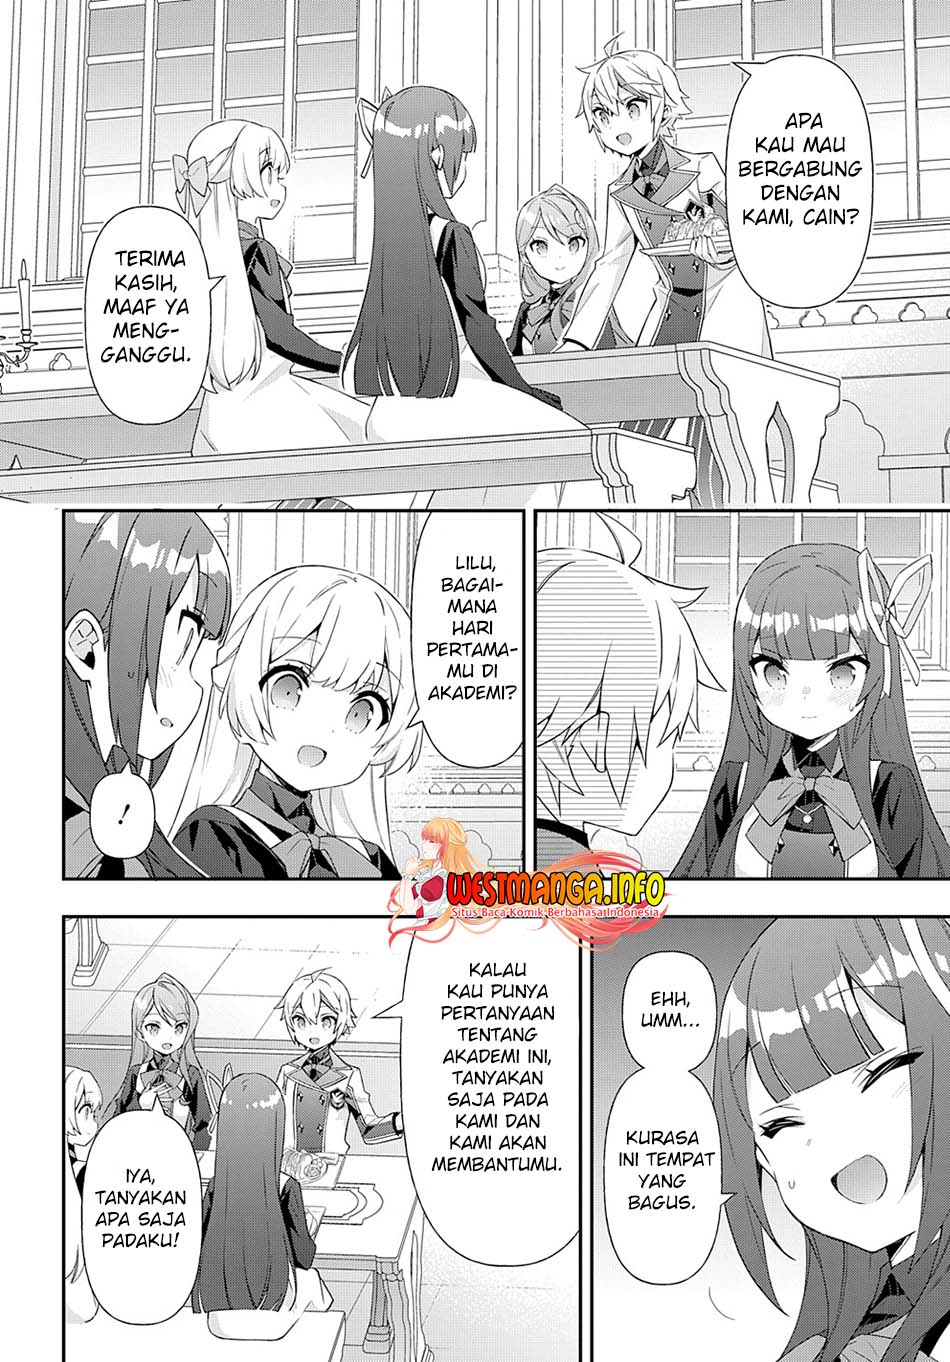 APA
KAU MAU
BERGABUNG
DENGAN
KAMI, CAIN?
TERIMA
KASIH,
MAAF YA
MENG-
GANGGU.
LILU,
BAGAI-
MANA
HARI
PERTAMA-
MU DI
AKADEMI?
!
WESTMANGA.INFO
Situs Baca Komik Berbahasa Indonesia
EHH,
UMM...
KURASA
INI TEMPAT
YANG
BAGUS.
KALAU
KAU PUNYA
PERTANYAAN
TENTANG
AKADEMI INI,
TANYAKAN
SAJA PADA
KAMI DAN
KAMI AKAN
MEMBANTUMU.
IYA,
TANYAKAN
APA SAJA
PADAKU!